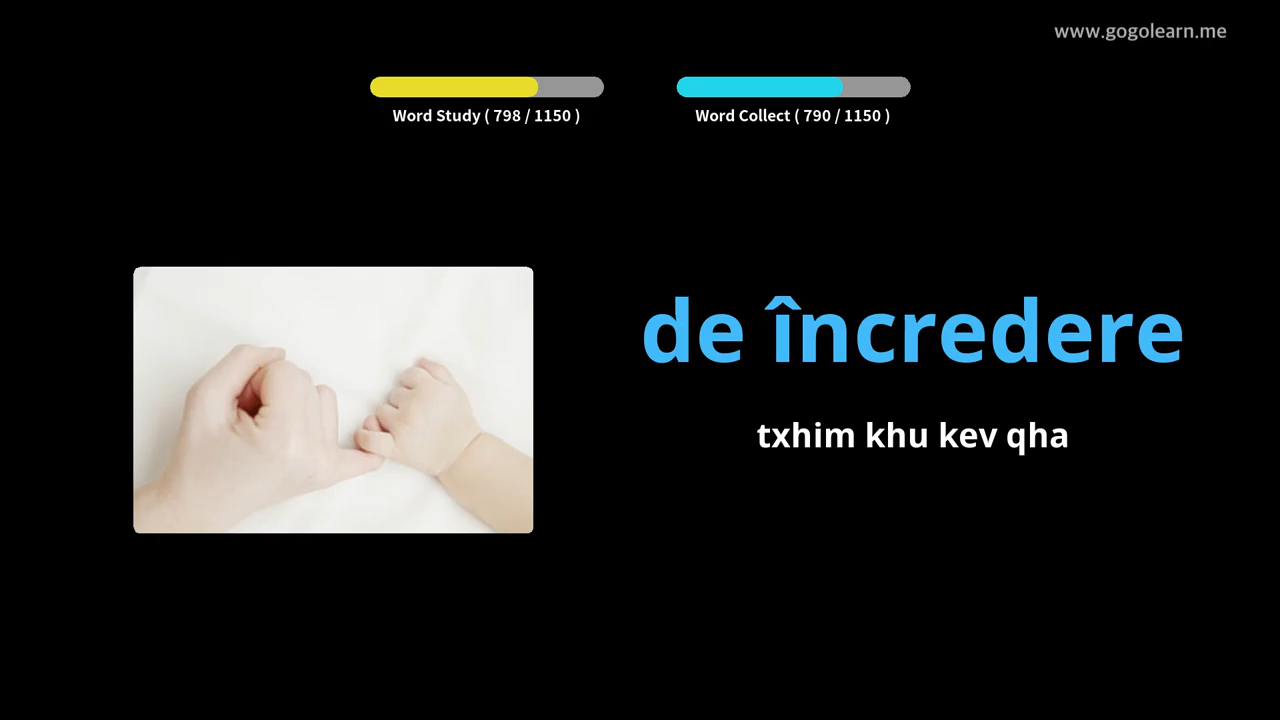 www.gogolearn.me
Word Study ( 798 / 1150 )
Word Collect ( 790 / 1150 )
de încredere
txhim khu kev qha